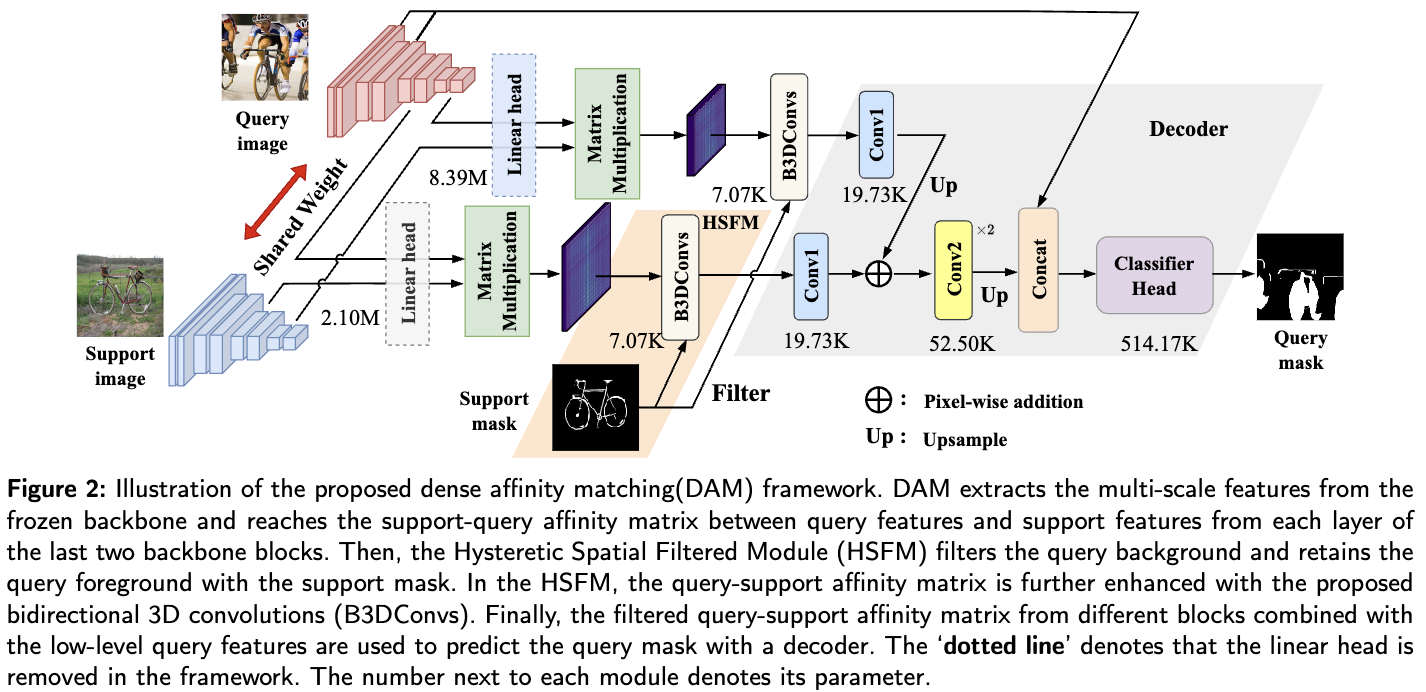 Query
image
Shared Weight
Support
image
8.39M
Linear head
Matrix
Multiplication
7.07K
B3DConvs
Conv1
19.73K
Decoder
Up
2.10M
Linear head
Matrix
Multiplication
HSFM
7.07K
B3DConvs
Conv1
19.73K
Conv2
×2
52.50K
Up
Concat
Classifier
Head
514.17K
Query
mask
Support
mask
Filter
: Pixel-wise addition
Up : Upsample
Figure 2: Illustration of the proposed dense affinity matching(DAM) framework. DAM extracts the multi-scale features from the
frozen backbone and reaches the support-query affinity matrix between query features and support features from each layer of
the last two backbone blocks. Then, the Hysteretic Spatial Filtered Module (HSFM) filters the query background and retains the
query foreground with the support mask. In the HSFM, the query-support affinity matrix is further enhanced with the proposed
bidirectional 3D convolutions (B3DConvs). Finally, the filtered query-support affinity matrix from different blocks combined with
the low-level query features are used to predict the query mask with a decoder. The ‘dotted line’ denotes that the linear head is
removed in the framework. The number next to each module denotes its parameter.